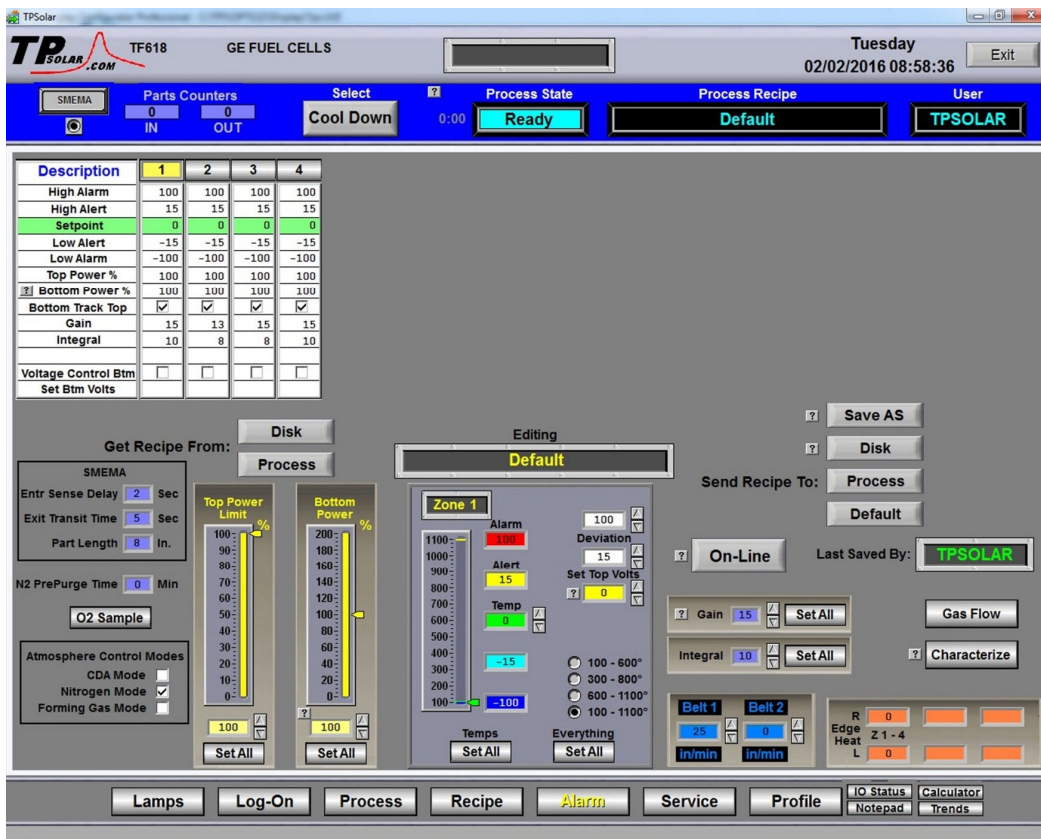 TPSolar
TPSOLAR.COM TF618 GE FUEL CELLS Tuesday
02/02/2016 08:58:36 Exit
SMEMA Parts Counters Select ? Process State Process Recipe User
0 0 Cool Down 0:00 Ready Default TPSOLAR
IN OUT
Description 1 2 3 4
High Alarm 100 100 100 100
High Alert 15 15 15 15
Setpoint 0 0 0 0
Low Alert -15 -15 -15 -15
Low Alarm -100 -100 -100 -100
Top Power % 100 100 100 100
? Bottom Power % 100 100 100 100
Bottom Track Top
Gain 15 13 15 15
Integral 10 8 8 10
Voltage Control Btm
Set Btm Volts
Get Recipe From: Disk
Process
Editing
Default
? Save AS
? Disk
Send Recipe To: Process
Default
SMEMA
Entr Sense Delay 2 Sec
Exit Transit Time 5 Sec
Part Length 8 In.
N2 PrePurge Time 0 Min
O2 Sample
Atmosphere Control Modes
CDA Mode
Nitrogen Mode
Forming Gas Mode
Top Power
Limit %
100
90
80
70
60
50
40
30
20
10
0
100
Set All
Bottom
Power %
200
180
160
140
120
100
80
60
40
20
0
?
100
Set All
Zone 1
1100
1000
900
800
700
600
500
400
300
200
100
Alarm
100
Alert
15
Temp
0
-15
-100
100
Deviation
15
Set Top Volts
? 0
100 - 600°
300 - 800°
600 - 1100°
100 - 1100°
Temps Everything
Set All Set All
? On-Line Last Saved By: TPSOLAR
? Gain 15 Set All Gas Flow
Integral 10 Set All ? Characterize
Belt 1 Belt 2
25 0
in/min in/min
R 0
Edge Heat Z 1 - 4
L 0
Lamps Log-On Process Recipe Alarm Service Profile IO Status Calculator
Notepad Trends